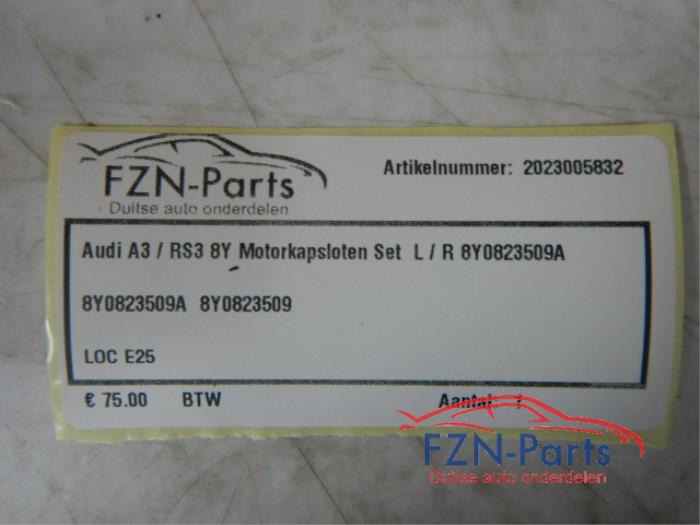 FZN-Parts
Duitse auto onderdelen
Artikelnummer: 2023005832
Audi A3 / RS3 8Y Motorkapsloten Set L / R 8Y0823509A
8Y0823509A 8Y0823509
LOC E25
€ 75.00 BTW Aantal:
FZN-Parts
Duitse auto onderdelen